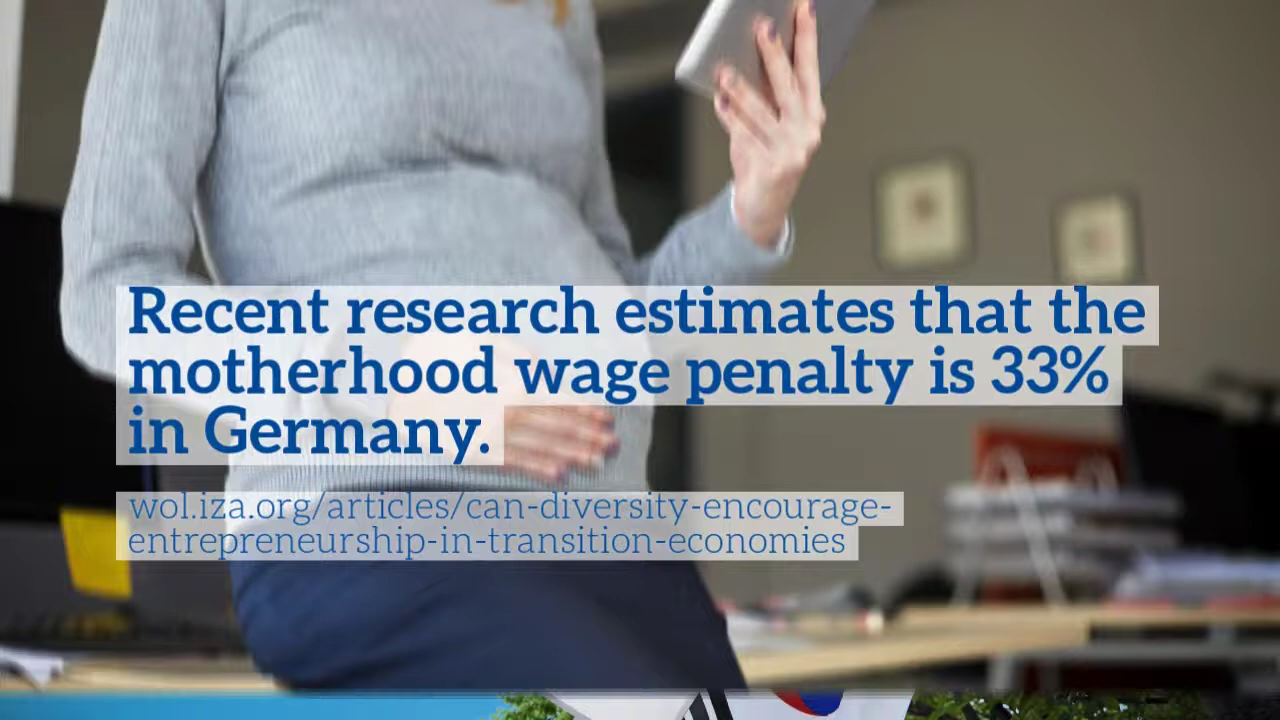 Recent research estimates that the
motherhood wage penalty is 33%
in Germany.
wol.iza.org/articles/can-diversity-encourage-
entrepreneurship-in-transition-economies